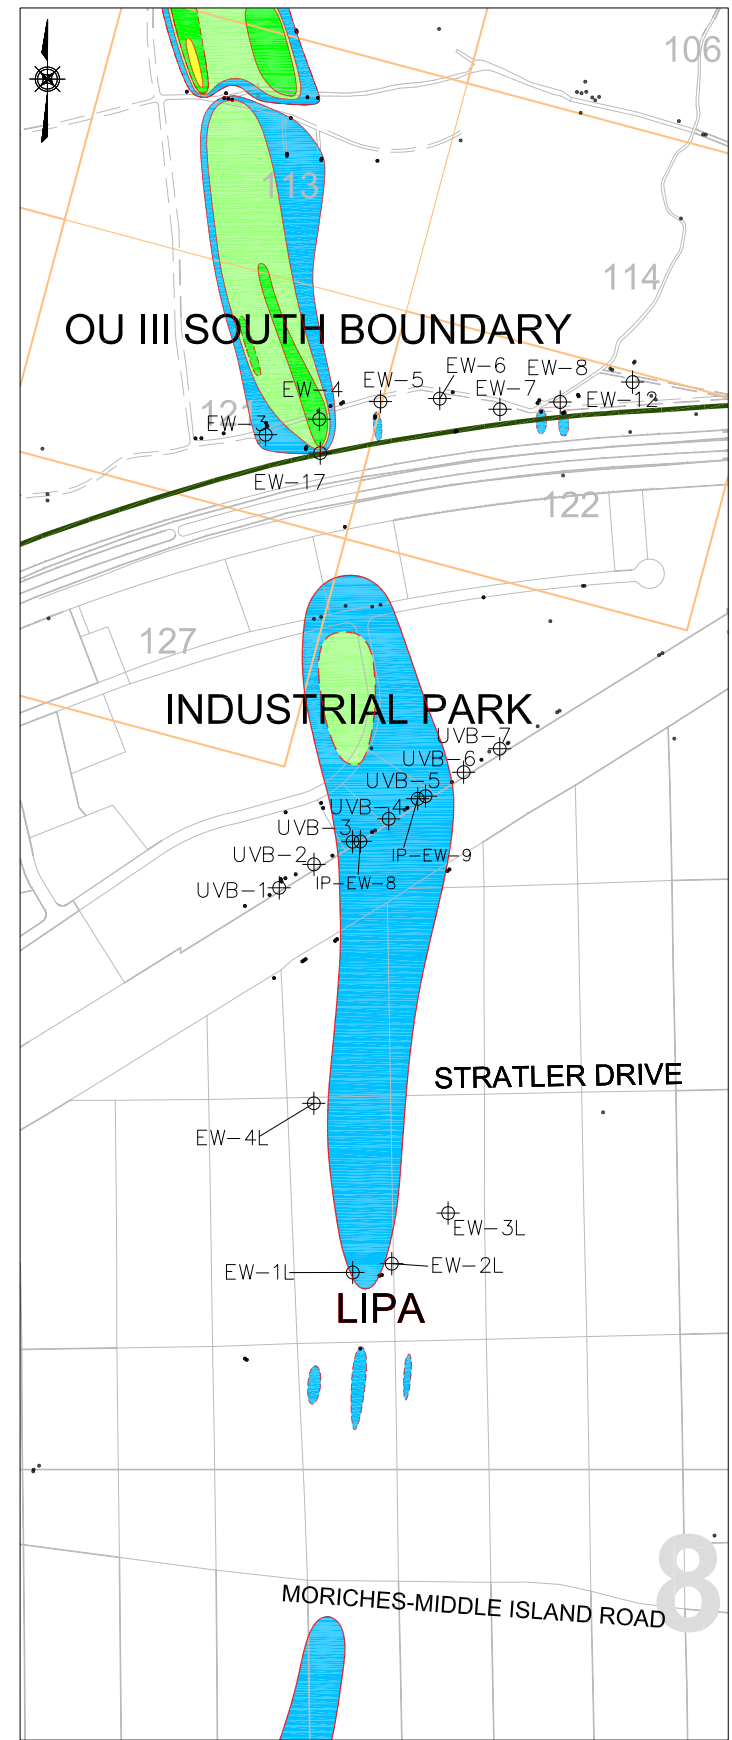 106
113
114
OU III SOUTH BOUNDARY
EW-6
EW-8
EW-4
EW-5
EW-7
EW-12
EW-3
EW-17
122
127
INDUSTRIAL PARK
UVB-7
UVB-6
UVB-5
UVB-4
UVB-3
IP-EW-9
UVB-2
IP-EW-8
UVB-1
STRATLER DRIVE
EW-4L
EW-3L
EW-2L
EW-1L
LIPA
8
MORICHES-MIDDLE ISLAND ROAD